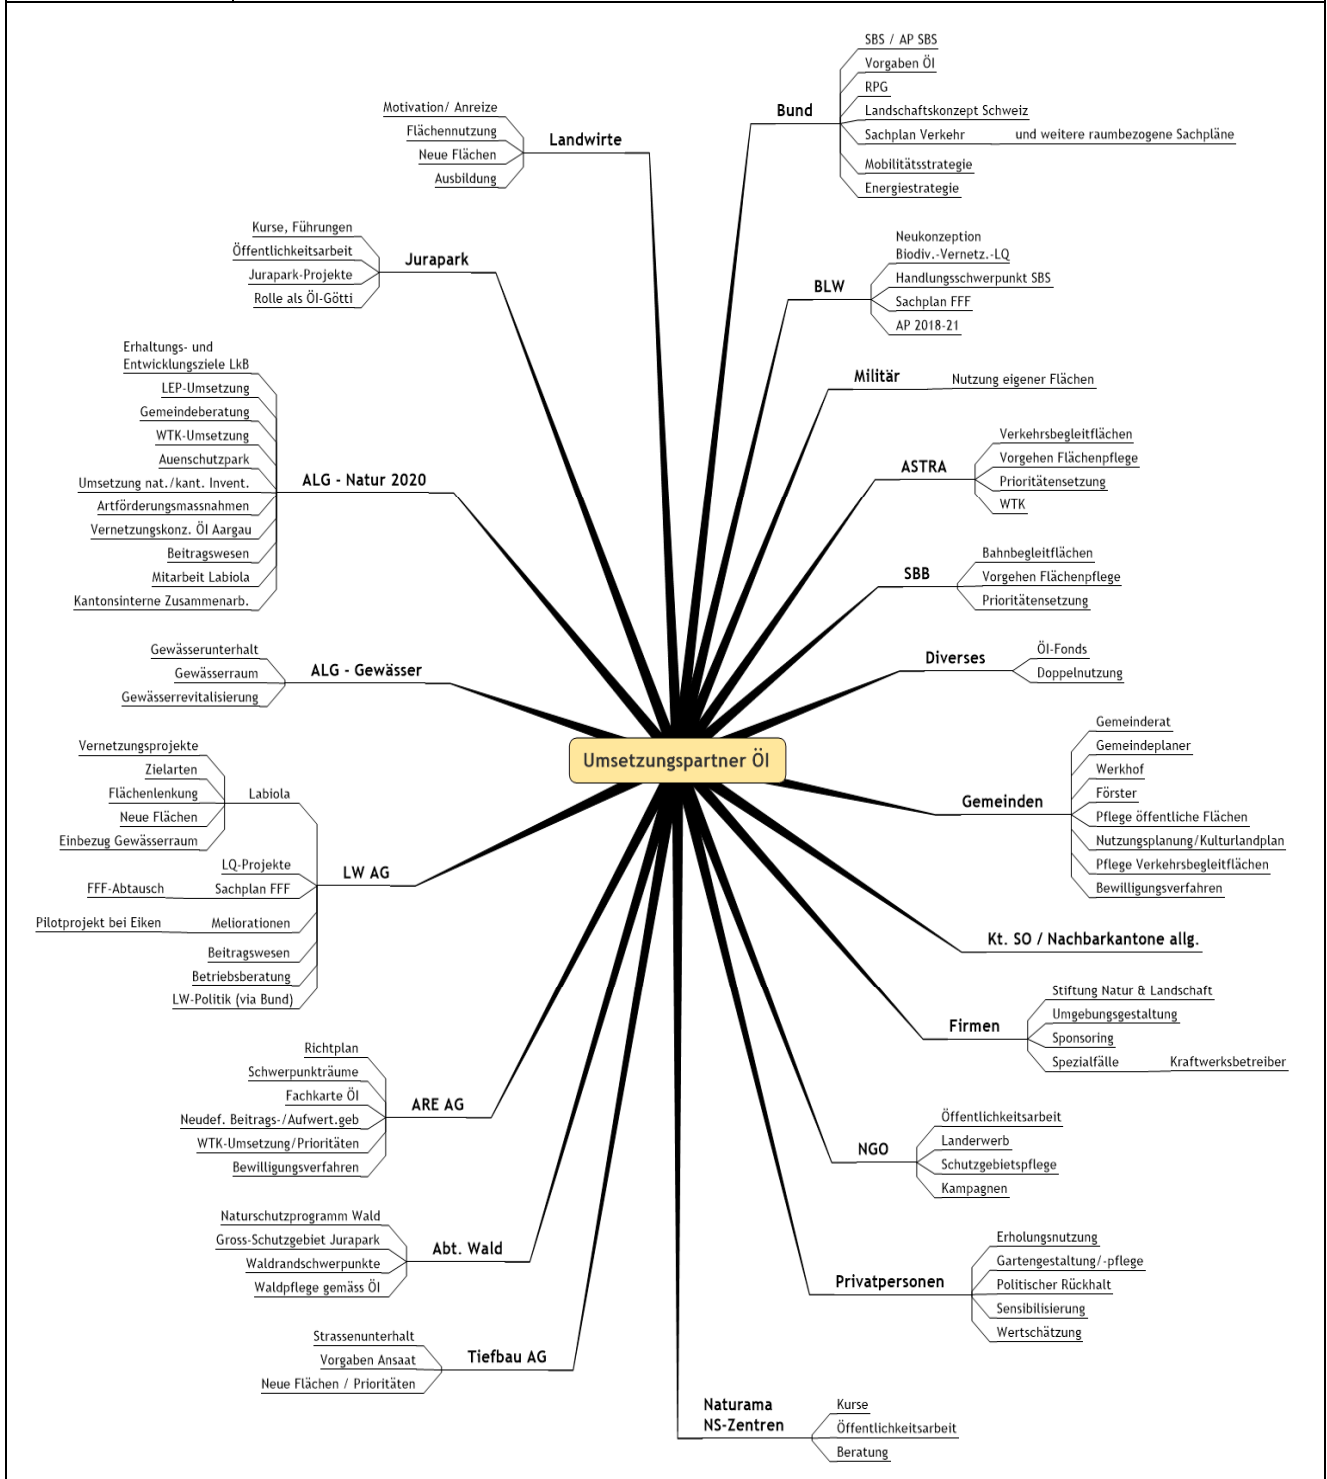 SBS / AP SBS
Vorgaben ÖI
RPG
Bund
Landschaftskonzept Schweiz
Sachplan Verkehr
und weitere raumbezogene Sachpläne
Mobilitätsstrategie
Energiestrategie
Motivation/ Anreize
Flächennutzung
Landwirte
Neue Flächen
Ausbildung
Kurse, Führungen
Öffentlichkeitsarbeit
Jurapark
Jurapark-Projekte
Rolle als ÖI-Götti
Neukonzeption
Biodiv.-Vernetz.-LQ
Handlungsschwerpunkt SBS
BLW
Sachplan FFF
AP 2018-21
Militär
Nutzung eigener Flächen
Erhaltungs- und
Entwicklungsziele LkB
LEP-Umsetzung
Gemeindeberatung
WTK-Umsetzung
Auenschutzpark
ALG - Natur 2020
Umsetzung nat./kant. Invent.
Artförderungsmassnahmen
Vernetzungskonz. ÖI Aargau
Beitragswesen
Mitarbeit Labiola
Kantonsinterne Zusammenarb.
Verkehrsbegleitflächen
Vorgehen Flächenpflege
ASTRA
Prioritätensetzung
WTK
Bahnbegleitflächen
SBB
Vorgehen Flächenpflege
Prioritätensetzung
Gewässerunterhalt
ALG - Gewässer
Gewässerraum
Gewässerrevitalisierung
Diverses
ÖI-Fonds
Doppelnutzung
Umsetzungspartner ÖI
Vernetzungsprojekte
Zielarten
Flächenlenkung
Labiola
Neue Flächen
Einbezug Gewässerraum
LQ-Projekte
LW AG
FFF-Abtausch
Sachplan FFF
Pilotprojekt bei Eiken
Meliorationen
Beitragswesen
Betriebsberatung
LW-Politik (via Bund)
Gemeinderat
Gemeindeplaner
Werkhof
Förster
Gemeinden
Pflege öffentliche Flächen
Nutzungsplanung/Kulturlandplan
Pflege Verkehrsbegleitflächen
Bewilligungsverfahren
Kt. SO / Nachbarkantone allg.
Stiftung Natur & Landschaft
Umgebungsgestaltung
Firmen
Sponsoring
Spezialfälle
Kraftwerksbetreiber
Richtplan
Schwerpunkträume
Fachkarte ÖI
ARE AG
Neudef. Beitrags-/Aufwert.geb
WTK-Umsetzung/Prioritäten
Bewilligungsverfahren
Öffentlichkeitsarbeit
Landerwerb
NGO
Schutzgebietspflege
Kampagnen
Naturschutzprogramm Wald
Gross-Schutzgebiet Jurapark
Abt. Wald
Waldrandschwerpunkte
Waldpflege gemäss ÖI
Erholungsnutzung
Gartengestaltung/-pflege
Privatpersonen
Politischer Rückhalt
Sensibilisierung
Wertschätzung
Strassenunterhalt
Vorgaben Ansaat
Tiefbau AG
Neue Flächen / Prioritäten
Naturama
NS-Zentren
Kurse
Öffentlichkeitsarbeit
Beratung